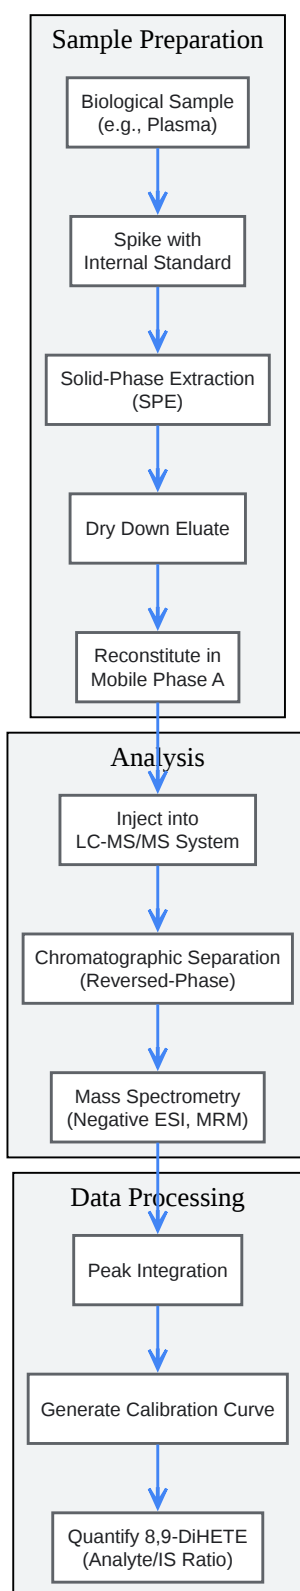 Sample Preparation
Biological Sample
(e.g., Plasma)
Spike with
Internal Standard
Solid-Phase Extraction
(SPE)
Dry Down Eluate
Reconstitute in
Mobile Phase A
Analysis
Inject into
LC-MS/MS System
Chromatographic Separation
(Reversed-Phase)
Mass Spectrometry
(Negative ESI, MRM)
Data Processing
Peak Integration
Generate Calibration Curve
Quantify 8,9-DiHETE
(Analyte/IS Ratio)